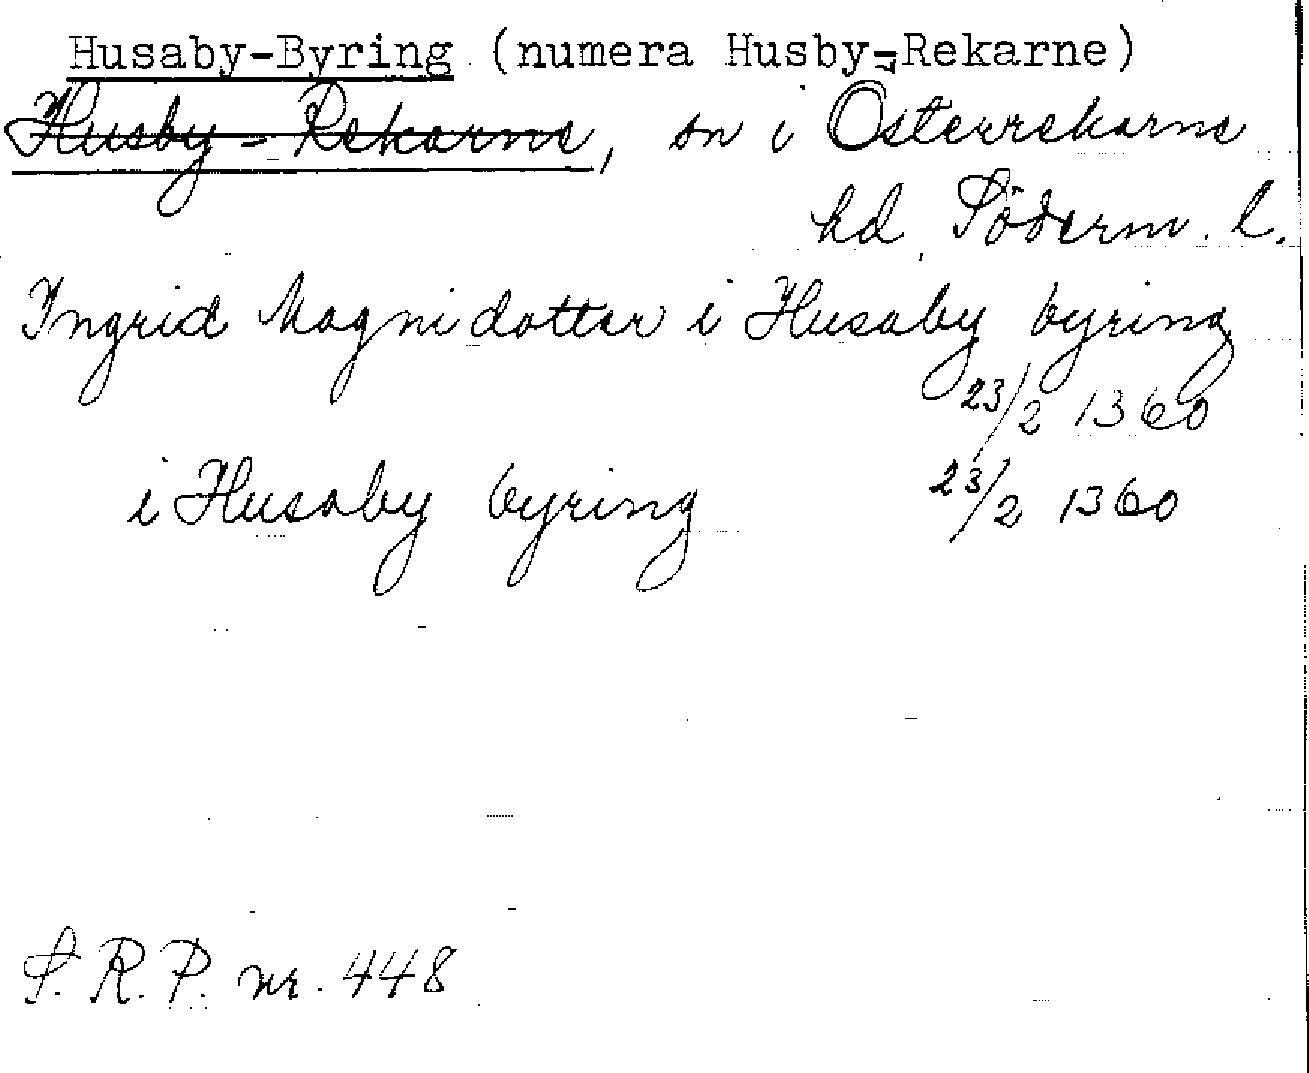 Husaby-Byring (numera Husby-Rekarne)
Husby-Rekarne, sn i Österrekarne
hd, Söderm. l.
Ingrid Magnidotter i Husaby byring
23/2 1360
i Husaby byring 23/2 1360
S.R.P. nr. 448